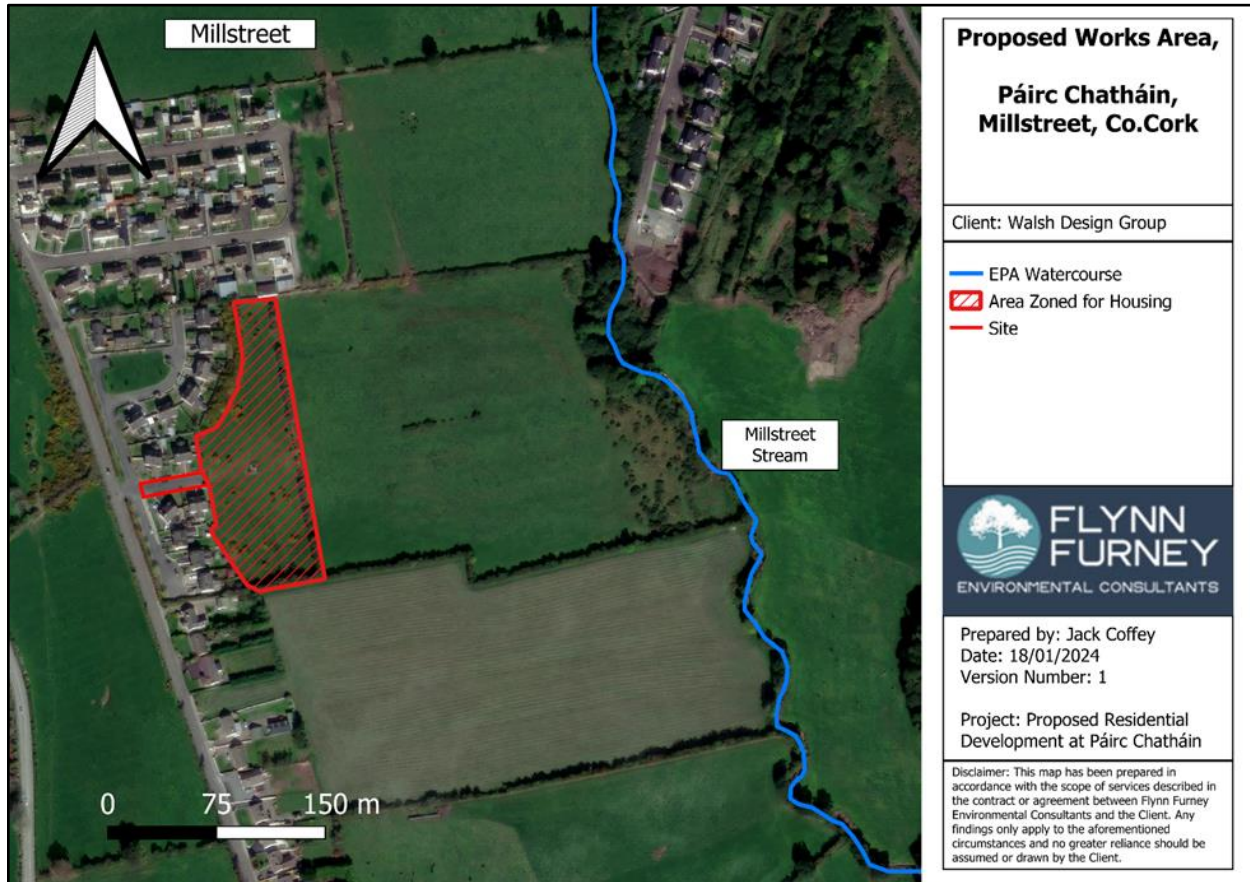 Millstreet
Millstreet
Stream
0 75 150 m
Proposed Works Area,
Páirc Chatháin,
Millstreet, Co.Cork
Client: Walsh Design Group
EPA Watercourse
Area Zoned for Housing
Site
FLYNN
FURNEY
ENVIRONMENTAL CONSULTANTS
Prepared by: Jack Coffey
Date: 18/01/2024
Version Number: 1
Project: Proposed Residential
Development at Páirc Chatháin
Disclaimer: This map has been prepared in
accordance with the scope of services described in
the contract or agreement between Flynn Furney
Environmental Consultants and the Client. Any
findings only apply to the aforementioned
circumstances and no greater reliance should be
assumed or drawn by the Client.